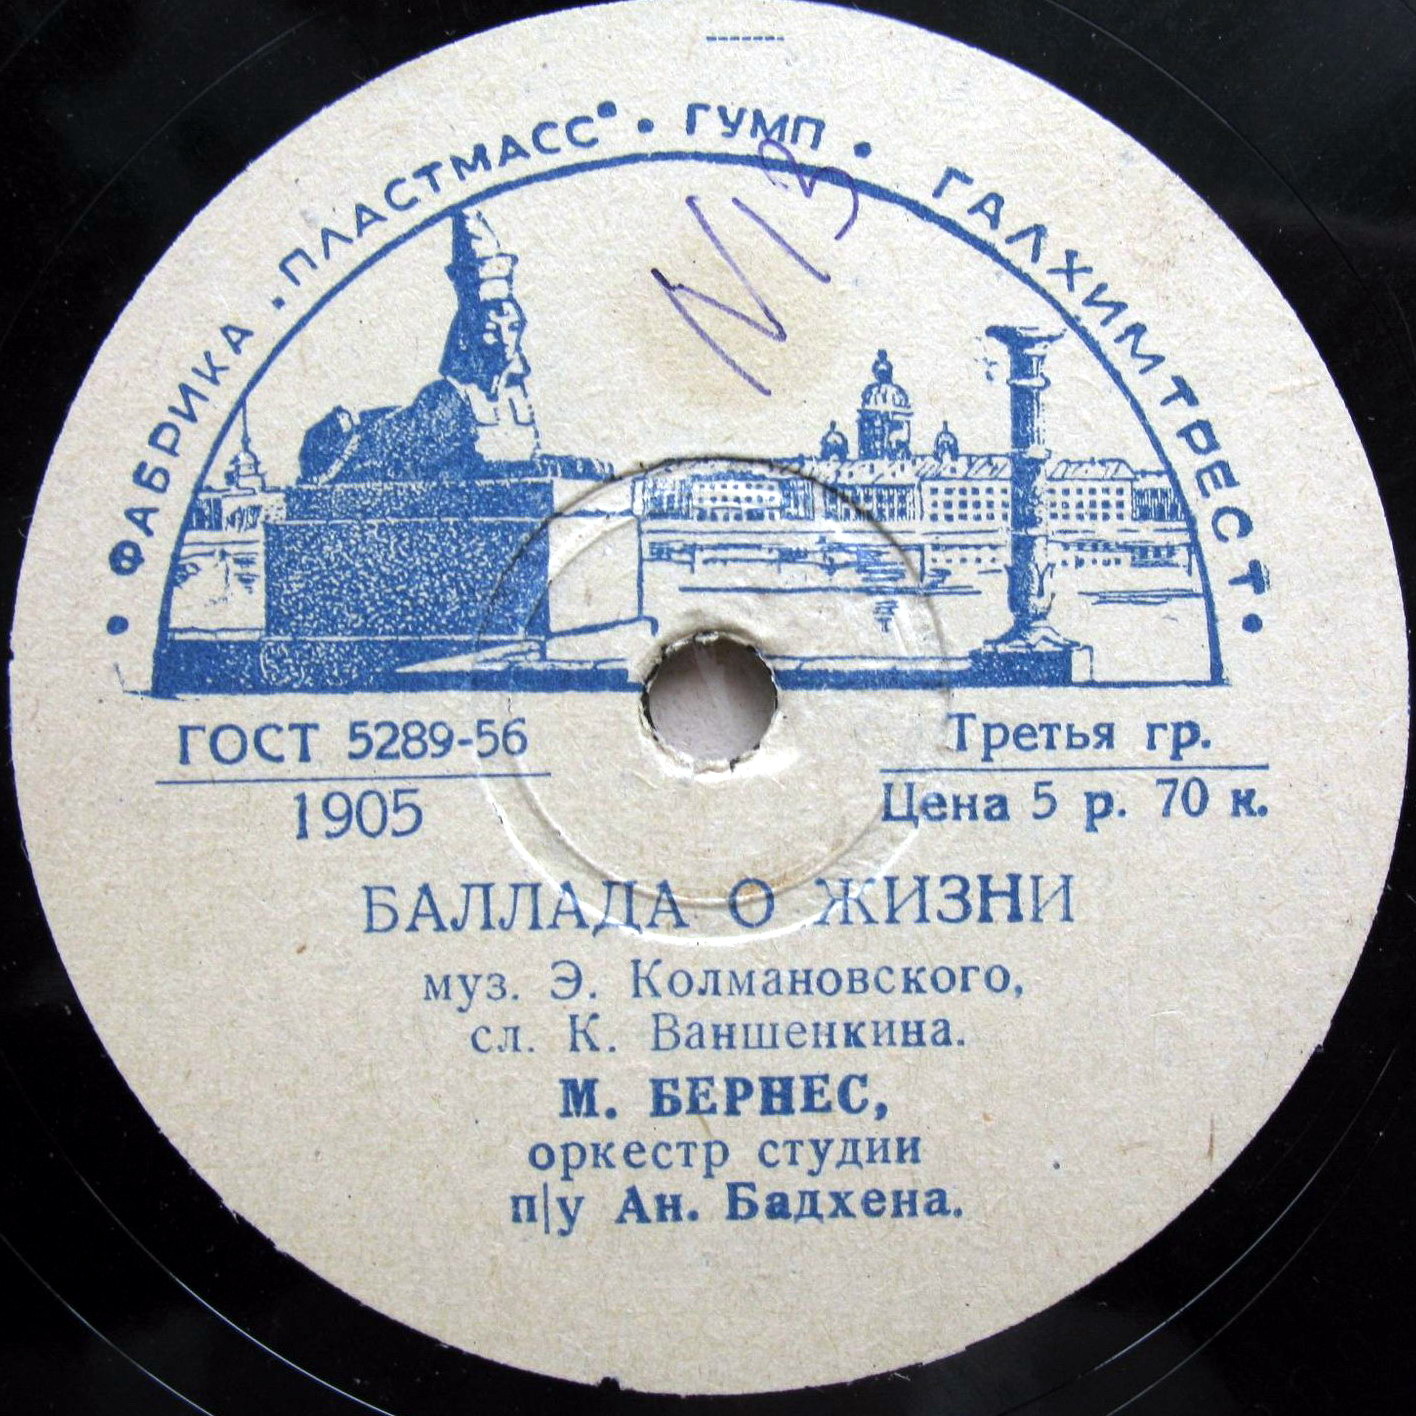 • ФАБРИКА „ПЛАСТМАСС" • ГУМП • ГАЛХИМТРЕСТ •
ГОСТ 5289-56
1905
Третья гр.
Цена 5 р. 70 к.
БАЛЛАДА О ЖИЗНИ
муз. Э. Колмановского,
сл. К. Ваншенкина.
М. БЕРНЕС,
оркестр студии
п/у Ан. Бадхена.